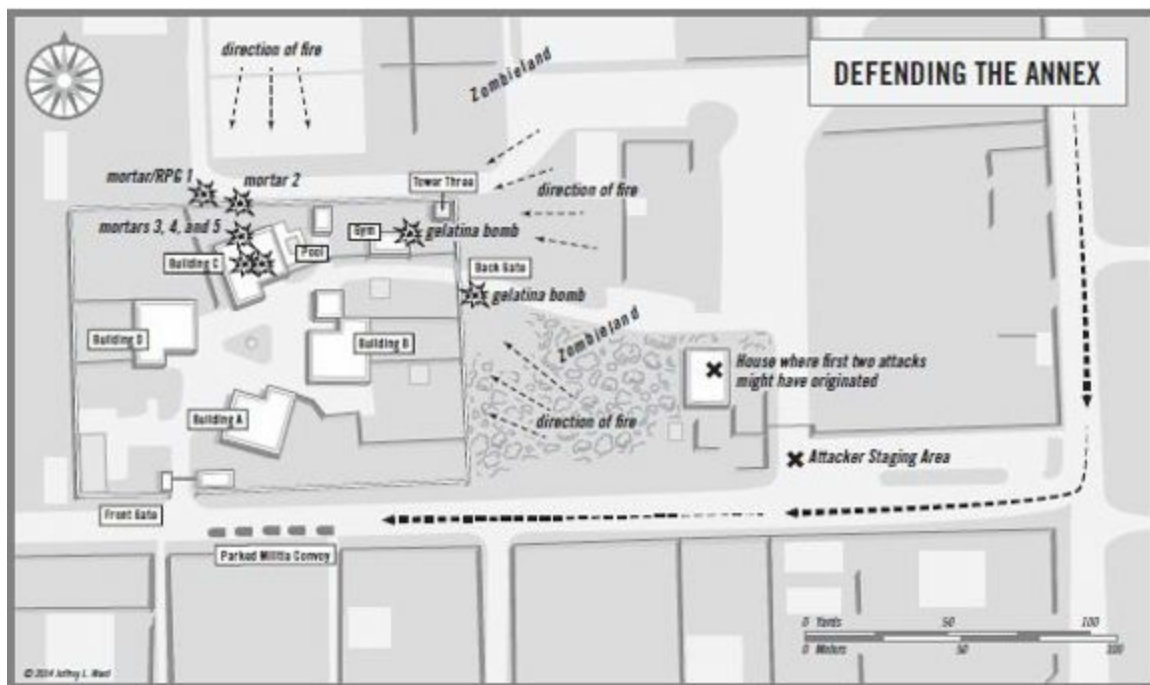 direction of fire
Zombieland
DEFENDING THE ANNEX
mortar/RPG 1
mortar 2
Tower Three
direction of fire
mortars 3, 4, and 5
Gym
gelatina bomb
Pool
Building C
Back Gate
gelatina bomb
Zombieland
Building D
Building B
House where first two attacks
might have originated
Building A
direction of fire
Attacker Staging Area
Front Gate
Parked Militia Convoy
0 Yards 50 100
0 Meters 50 100
© 2014 Jeffrey L. Ward